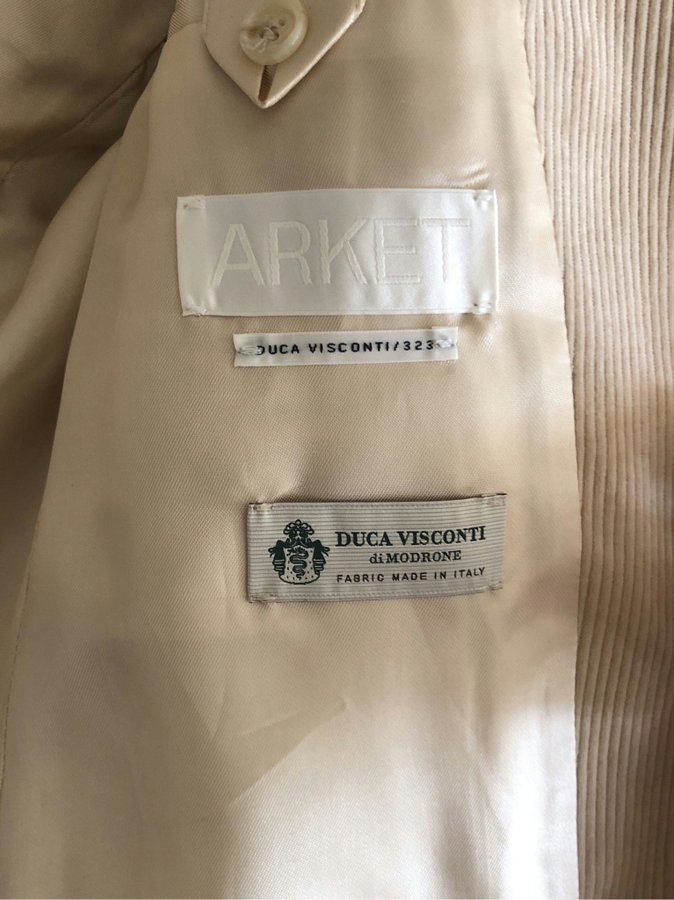 ARKET
DUCA VISCONTI/323
DUCA VISCONTI
di MODRONE
FABRIC MADE IN ITALY